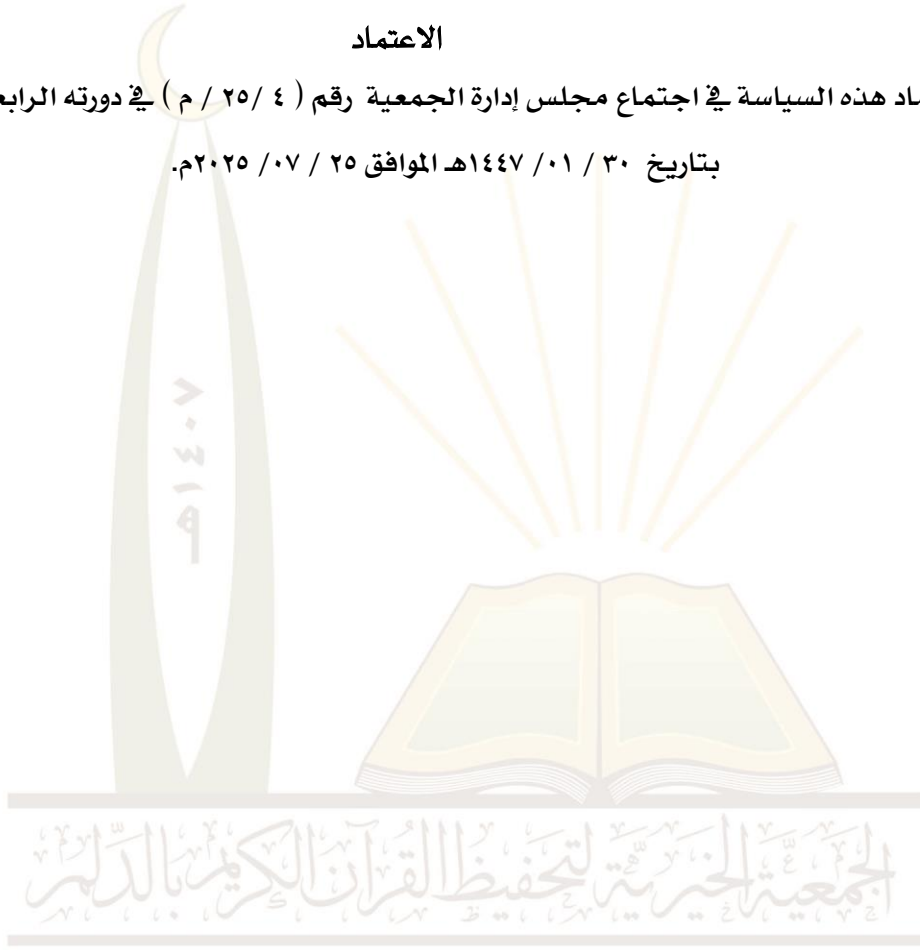 الاعتماد
ماد هذه السياسة في اجتماع مجلس إدارة الجمعية رقم ( ٤ /٢٥ / م ) في دورته الرابع
بتاريخ ٣٠ / ٠١ /١٤٤٧هـ الموافق ٢٥ / ٠٧ /٢٠٢٥م.
الجمعية الخيرية لتحفيظ القرآن الكريم بالدلم